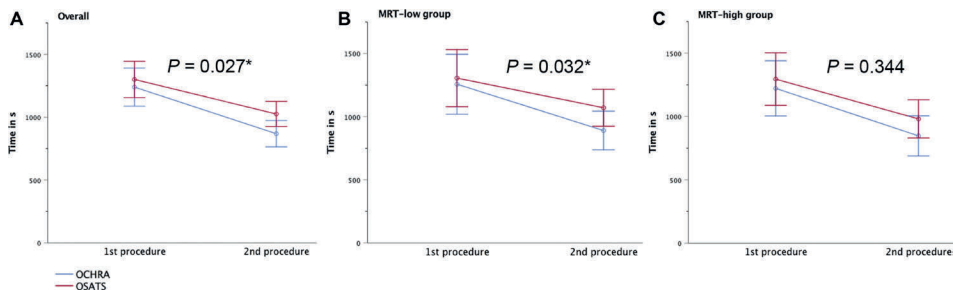 A
Overall
P = 0.027*
Time in s
1500
1000
500
0
1st procedure
2nd procedure
OCHRA
OSATS
B
MRT-low group
P = 0.032*
Time in s
1500
1000
500
0
1st procedure
2nd procedure
C
MRT-high group
P = 0.344
Time in s
1500
1000
500
0
1st procedure
2nd procedure